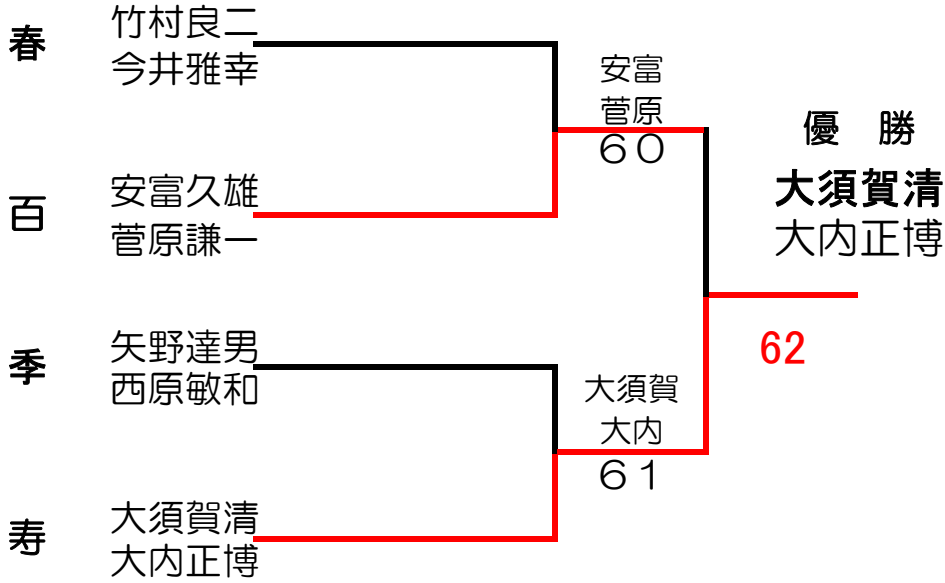 春
竹村良二
今井雅幸
百
安富久雄
菅原謙一
季
矢野達男
西原敏和
寿
大須賀清
大内正博
安富
菅原
６０
大須賀
大内
６１
優　勝
大須賀清
大内正博
62